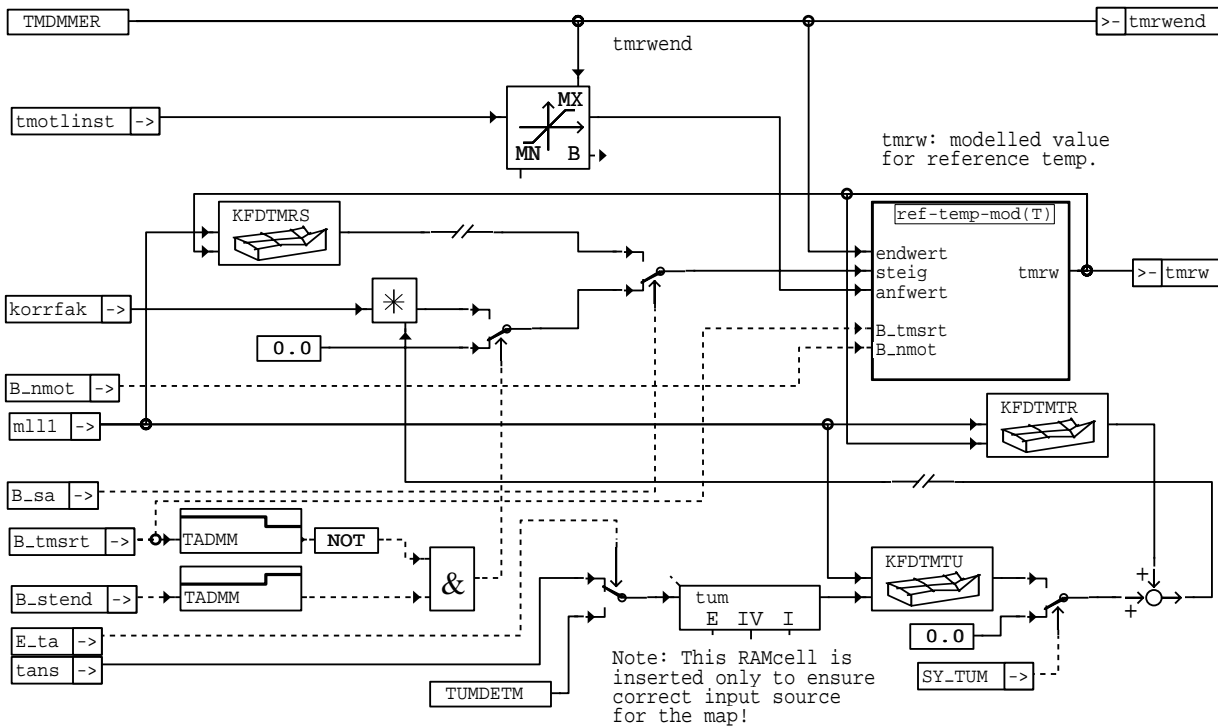 TMDMMER
>- tmrwend
tmrwend
tmotlinst ->
MX
MN B
tmrw: modelled value
for reference temp.
KFDTMRS
ref-temp-mod(T)
endwert
steig
anfwert
tmrw
>- tmrw
B_tmsrt
B_nmot
korrfak ->
*
0.0
B_nmot ->
mll1 ->
KFDTMTR
B_sa ->
B_tmsrt ->
TADMM
NOT
&
B_stend ->
TADMM
KFDTMTU
tum
E IV I
+
+
E_ta ->
tans ->
0.0
SY_TUM ->
TUMDETM
Note: This RAMcell is
inserted only to ensure
correct input source
for the map!